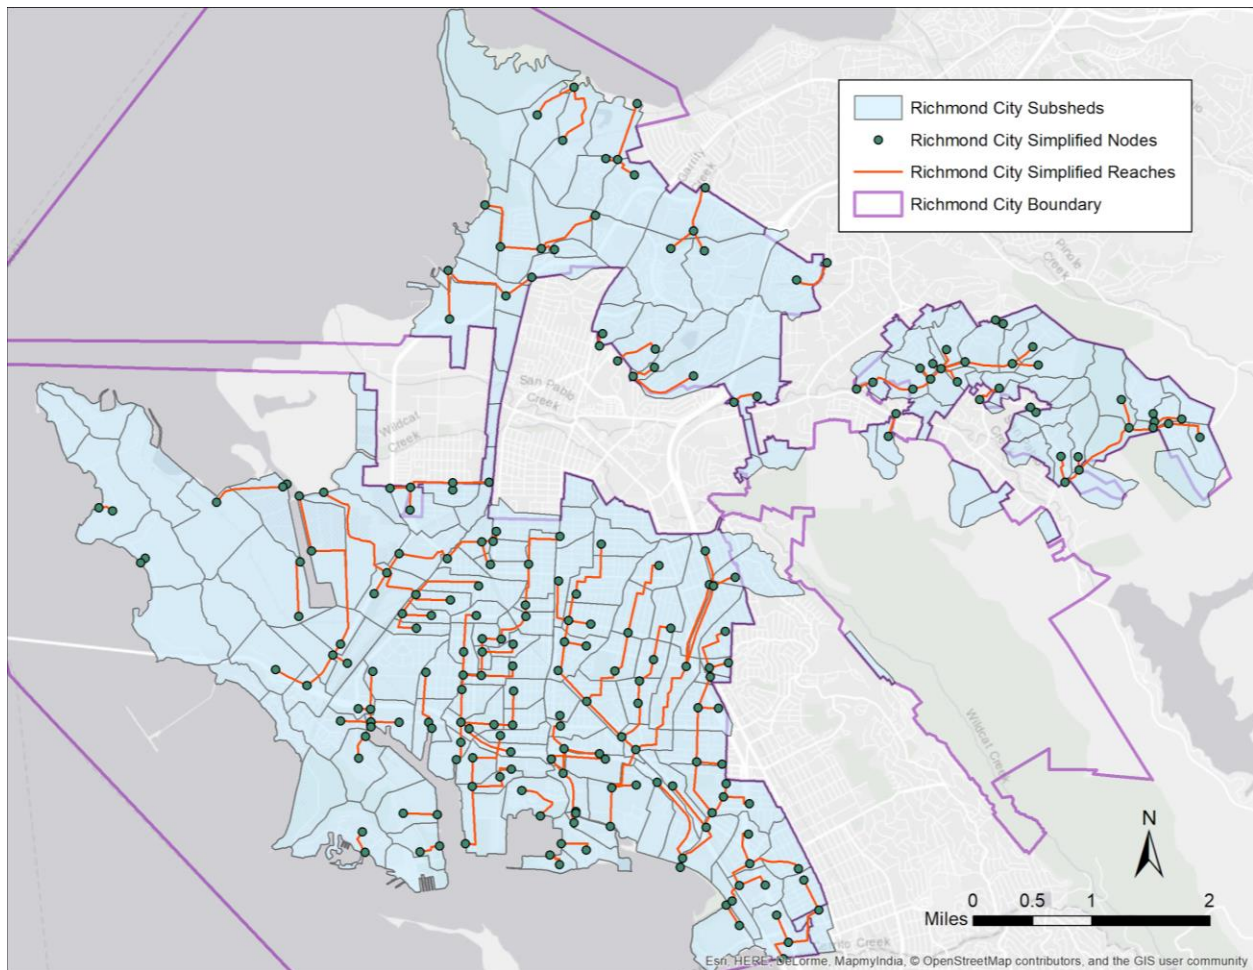 Richmond City Subsheds
Richmond City Simplified Nodes
Richmond City Simplified Reaches
Richmond City Boundary
Garrity
Creek
Pinole
Creek
San Pablo
Creek
Wildcat
Creek
Creek
Wildcat Creek
Cerrito Creek
N
0 0.5 1 2
Miles
Esri, HERE, DeLorme, MapmyIndia, © OpenStreetMap contributors, and the GIS user community